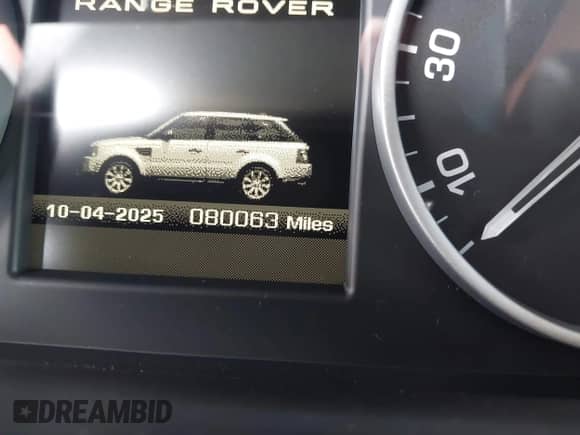 RANGE ROVER
10-04-2025 080063 Miles
30
10
DREAMBID